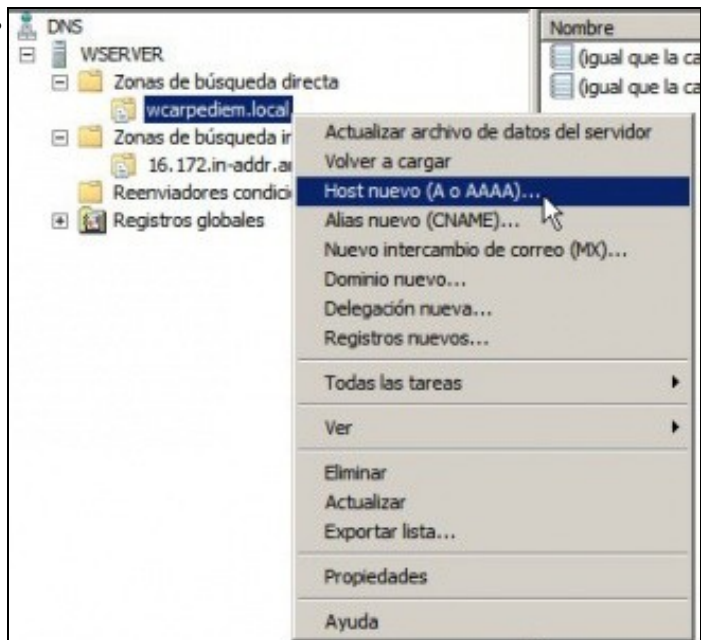 DNS
WSERVER
Zonas de búsqueda directa
wcarpediem.local
Zonas de búsqueda in
16.172.in-addr.ar
Reenviadores condici
Registros globales
Nombre
(igual que la ca
(igual que la ca
Actualizar archivo de datos del servidor
Volver a cargar
Host nuevo (A o AAAA)...
Alias nuevo (CNAME)...
Nuevo intercambio de correo (MX)...
Dominio nuevo...
Delegación nueva...
Registros nuevos...
Todas las tareas
Ver
Eliminar
Actualizar
Exportar lista...
Propiedades
Ayuda